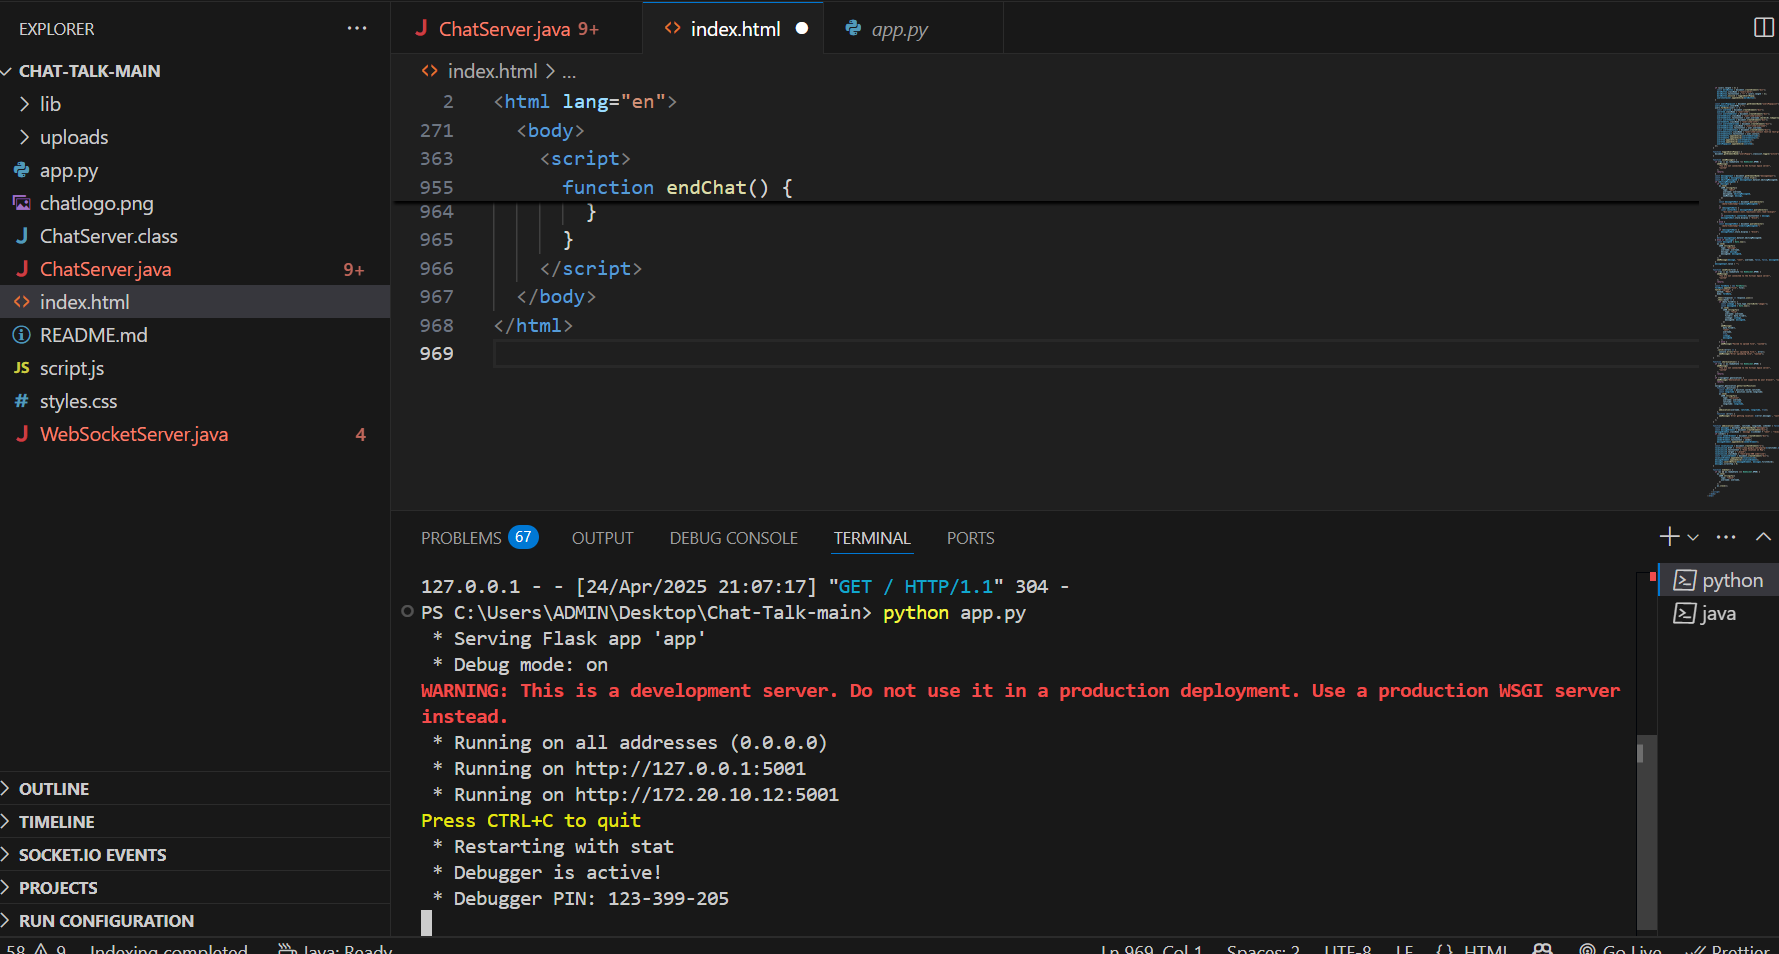 EXPLORER
CHAT-TALK-MAIN
lib
uploads
app.py
chatlogo.png
ChatServer.class
ChatServer.java 9+
index.html
README.md
JS script.js
# styles.css
WebSocketServer.java 4
OUTLINE
TIMELINE
SOCKET.IO EVENTS
PROJECTS
RUN CONFIGURATION
ChatServer.java 9+
index.html
app.py
index.html > ...
2 <html lang="en">
271 <body>
363 <script>
955 function endChat() {
964 }
965 }
966 </script>
967 </body>
968 </html>
969
PROBLEMS 67 OUTPUT DEBUG CONSOLE TERMINAL PORTS
127.0.0.1 - - [24/Apr/2025 21:07:17] "GET / HTTP/1.1" 304 -
PS C:\Users\ADMIN\Desktop\Chat-Talk-main> python app.py
* Serving Flask app 'app'
* Debug mode: on
WARNING: This is a development server. Do not use it in a production deployment. Use a production WSGI server
instead.
* Running on all addresses (0.0.0.0)
* Running on http://127.0.0.1:5001
* Running on http://172.20.10.12:5001
Press CTRL+C to quit
* Restarting with stat
* Debugger is active!
* Debugger PIN: 123-399-205
python
java
58 9 Indexing completed Java: Ready Ln 969, Col 1 Spaces: 2 UTF-8 LF {} HTML Go Live Prettier